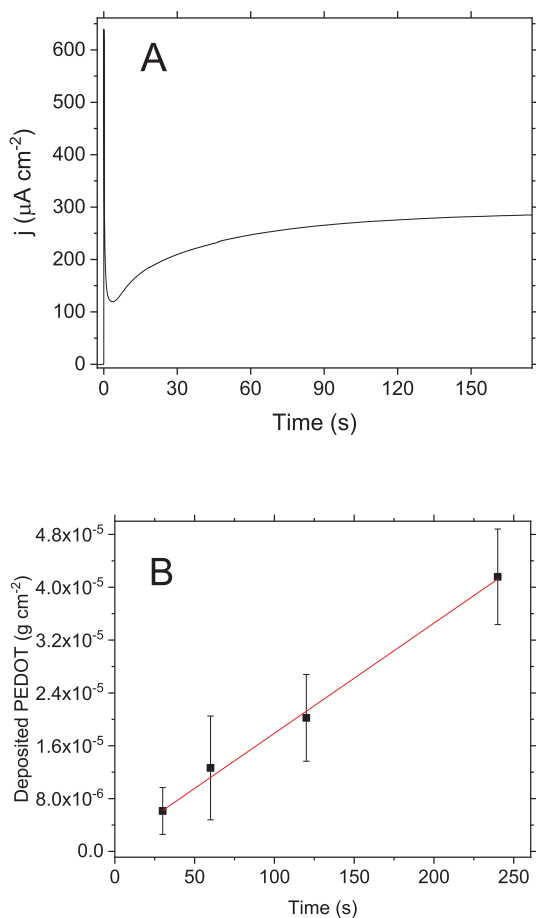 A
600
500
400
300
200
100
0
j (μA cm⁻²)
0 30 60 90 120 150
Time (s)
B
4.8x10⁻⁵
4.0x10⁻⁵
3.2x10⁻⁵
2.4x10⁻⁵
1.6x10⁻⁵
8.0x10⁻⁶
0.0
Deposited PEDOT (g cm⁻²)
0 50 100 150 200 250
Time (s)